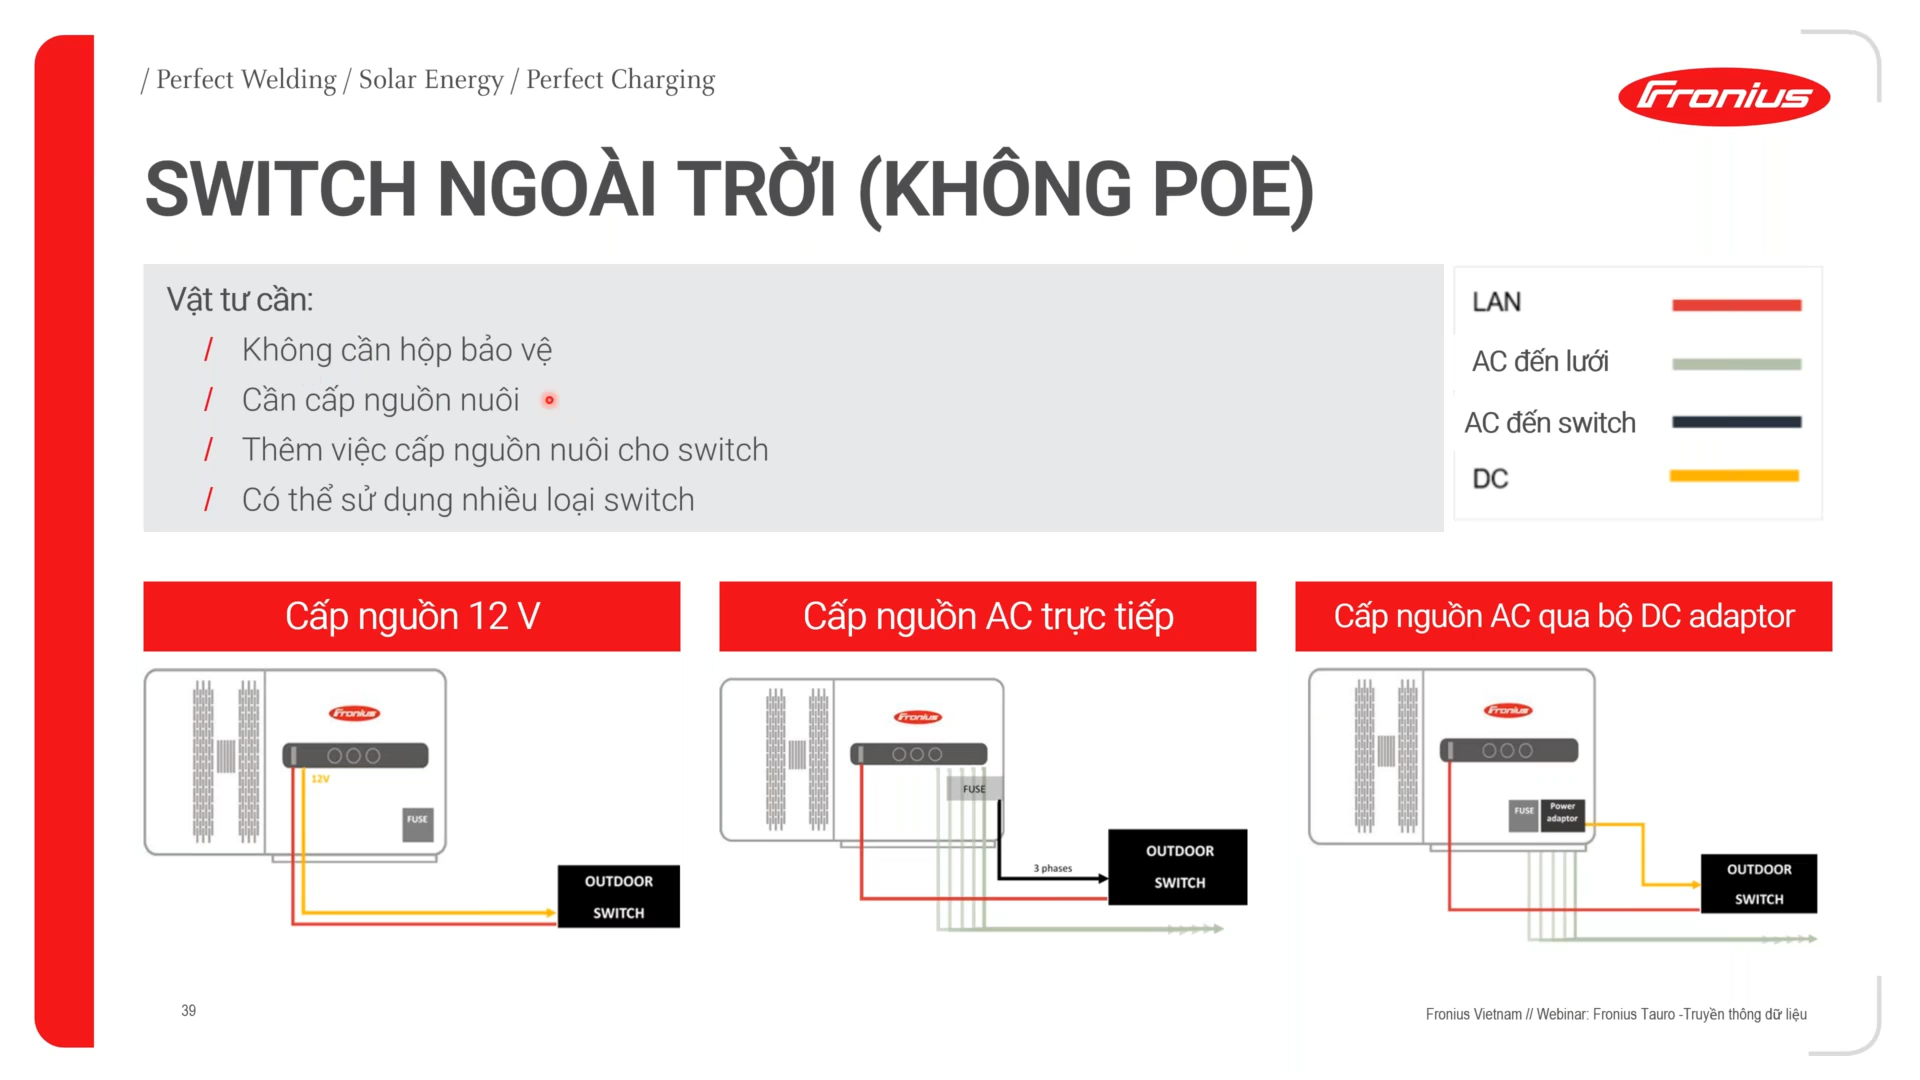 / Perfect Welding / Solar Energy / Perfect Charging
Fronius
SWITCH NGOÀI TRỜI (KHÔNG POE)
Vật tư cần:
/ Không cần hộp bảo vệ
/ Cần cấp nguồn nuôi
/ Thêm việc cấp nguồn nuôi cho switch
/ Có thể sử dụng nhiều loại switch
LAN
AC đến lưới
AC đến switch
DC
Cấp nguồn 12 V
Fronius
12V
FUSE
OUTDOOR
SWITCH
Cấp nguồn AC trực tiếp
Fronius
FUSE
3 phases
OUTDOOR
SWITCH
Cấp nguồn AC qua bộ DC adaptor
Fronius
FUSE
Power
adaptor
OUTDOOR
SWITCH
39
Fronius Vietnam // Webinar: Fronius Tauro -Truyền thông dữ liệu